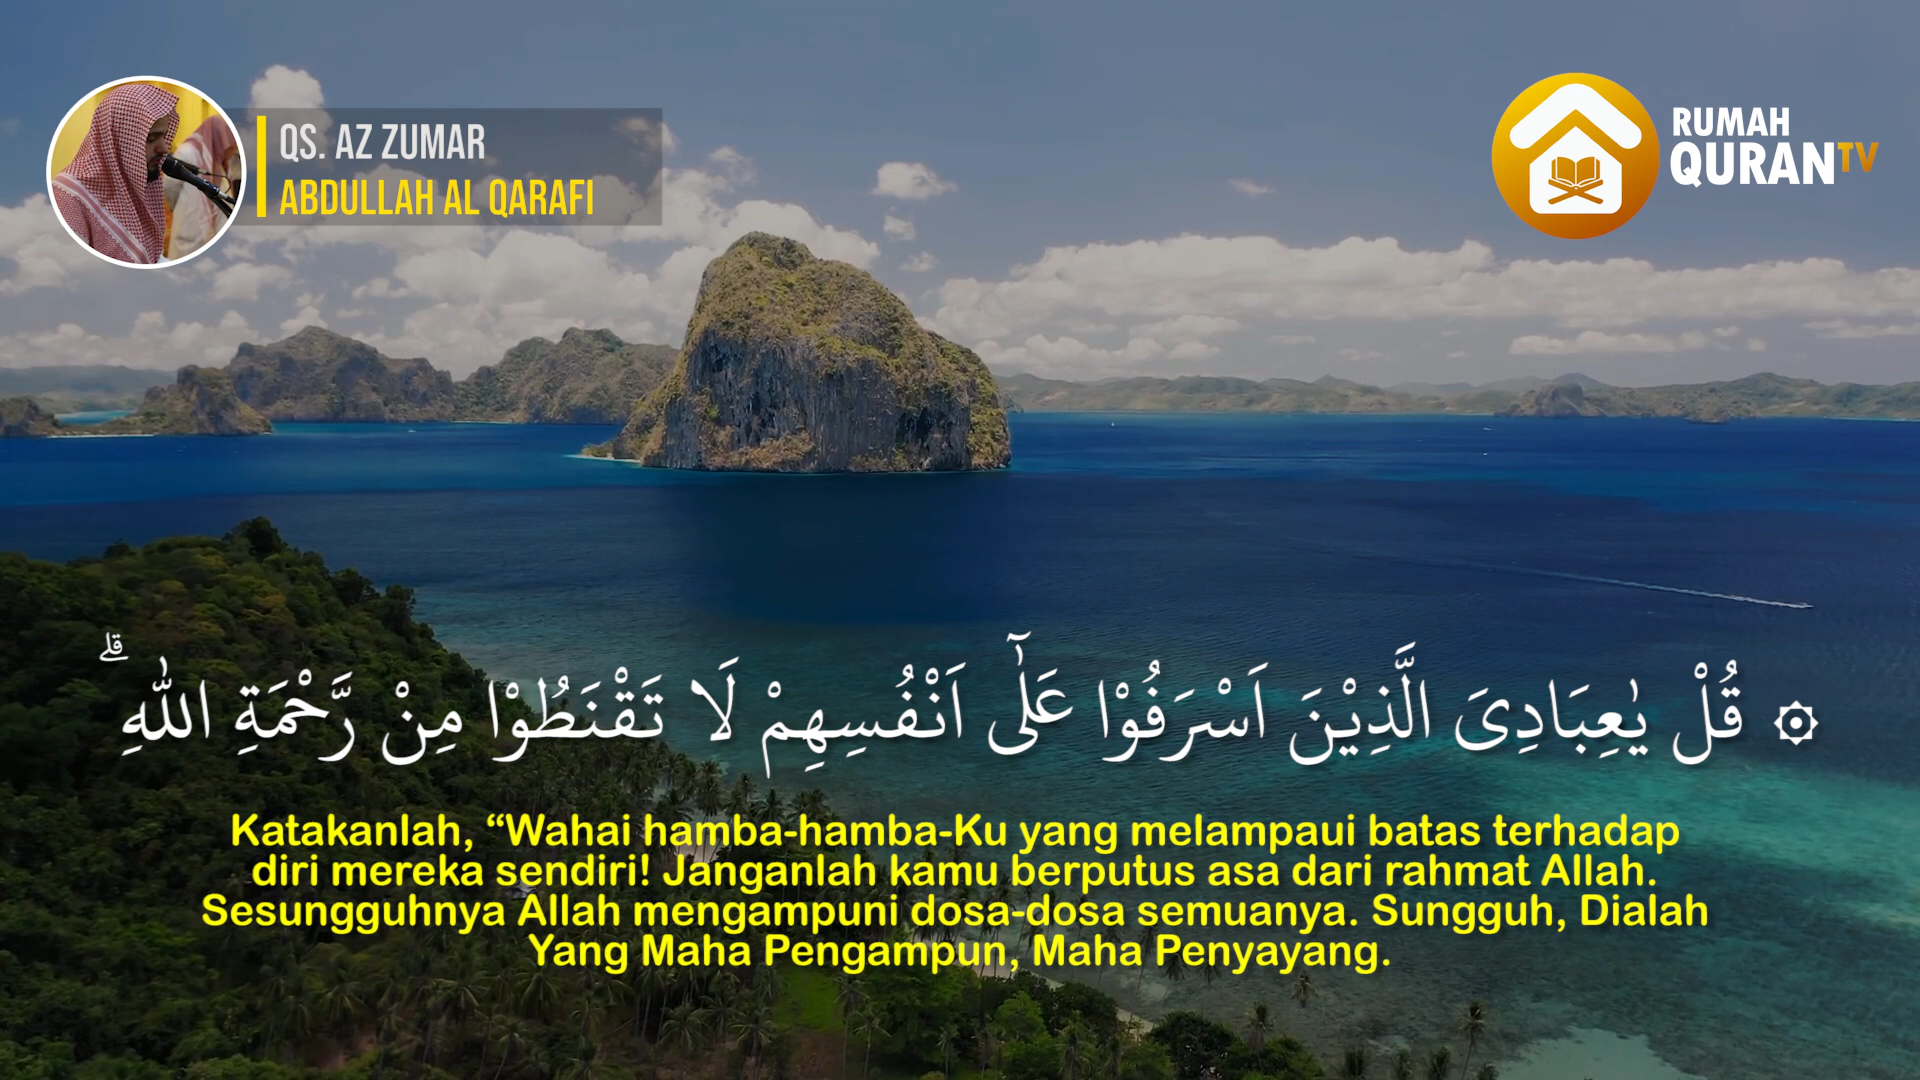 QS. AZ ZUMAR
ABDULLAH AL QARAFI
RUMAH
QURANTV
۞ قُلْ يٰعِبَادِىَ الَّذِيْنَ اَسْرَفُوْا عَلٰٓى اَنْفُسِهِمْ لَا تَقْنَطُوْا مِنْ رَّحْمَةِ اللّٰهِ ۗ
Katakanlah, “Wahai hamba-hamba-Ku yang melampaui batas terhadap
diri mereka sendiri! Janganlah kamu berputus asa dari rahmat Allah.
Sesungguhnya Allah mengampuni dosa-dosa semuanya. Sungguh, Dialah
Yang Maha Pengampun, Maha Penyayang.